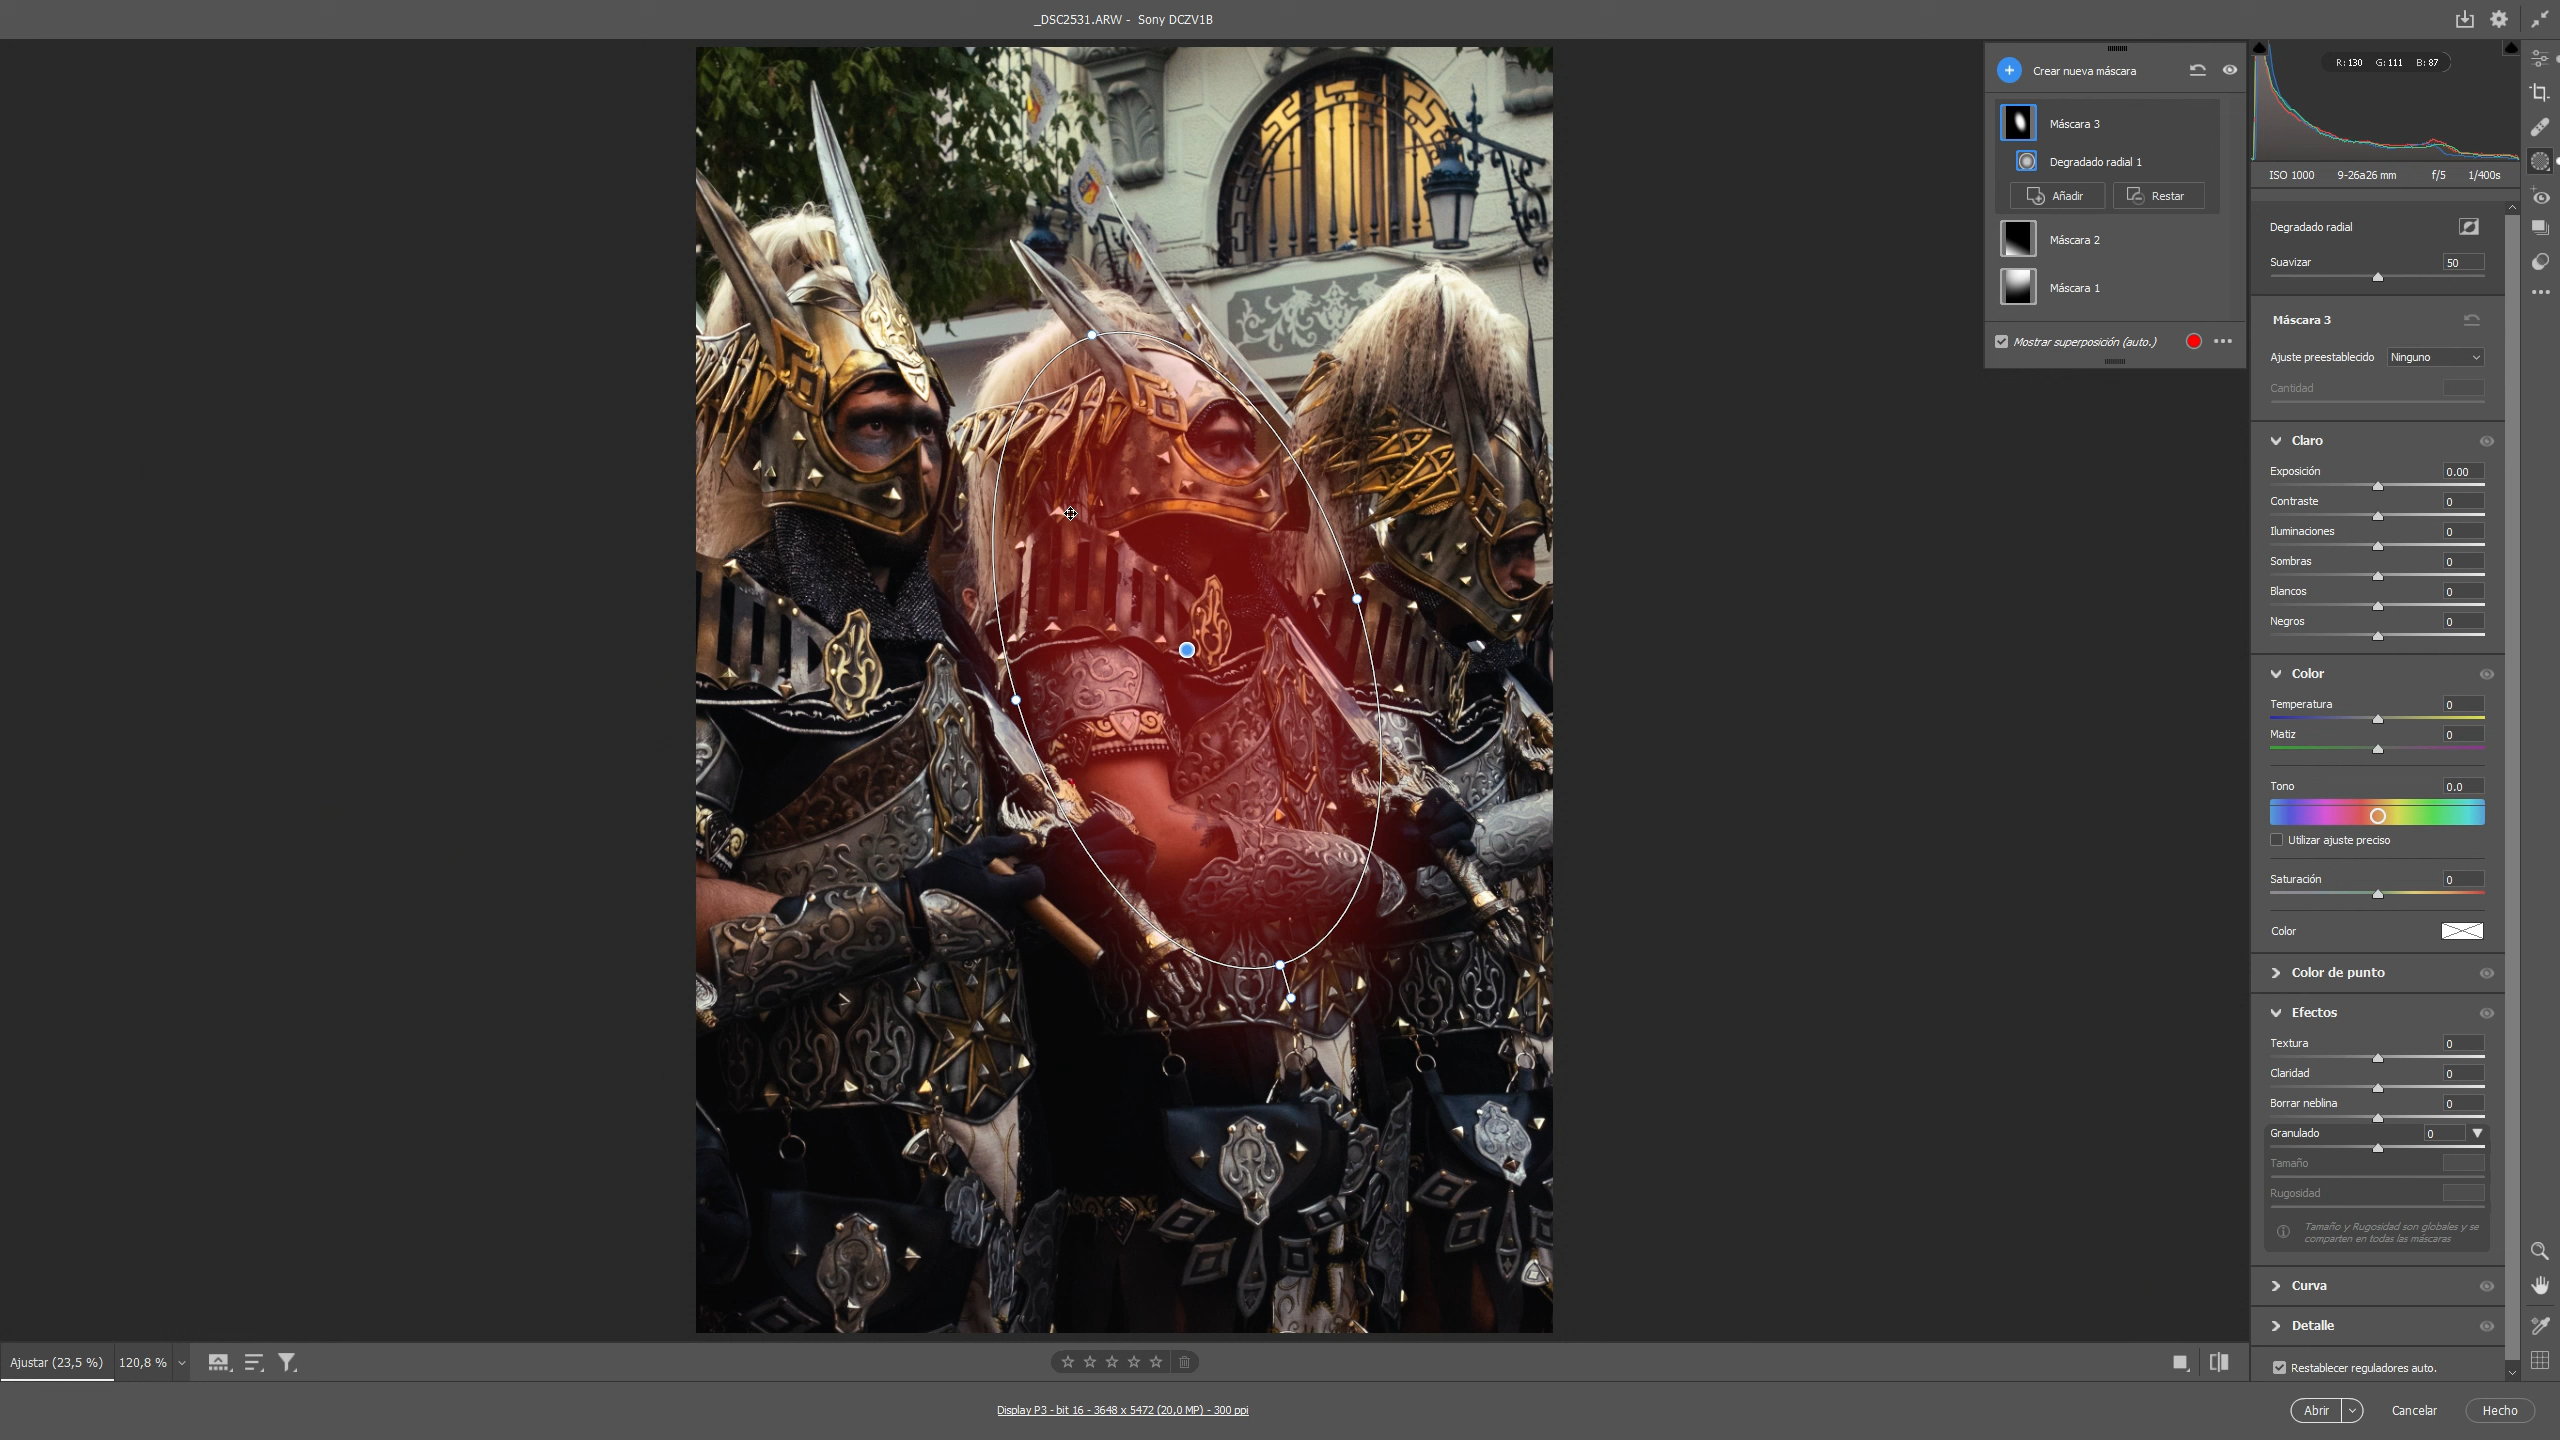 _DSC2531.ARW - Sony DCZV1B
Crear nueva máscara
Máscara 3
Degradado radial 1
Añadir Restar
Máscara 2
Máscara 1
Mostrar superposición (auto.)
R: 130 G: 111 B: 87
ISO 1000 9-26a26 mm f/5 1/400s
Degradado radial
Suavizar 50
Máscara 3
Ajuste preestablecido Ninguno
Cantidad
Claro
Exposición 0.00
Contraste 0
Iluminaciones 0
Sombras 0
Blancos 0
Negros 0
Color
Temperatura 0
Matiz 0
Tono 0.0
Utilizar ajuste preciso
Saturación 0
Color
Color de punto
Efectos
Textura 0
Claridad 0
Borrar neblina 0
Granulado 0
Tamaño
Rugosidad
Tamaño y Rugosidad son globales y se
comparten en todas las máscaras
Curva
Detalle
Restablecer reguladores auto.
Ajustar (23,5 %) 120,8 %
Display P3 - bit 16 - 3648 x 5472 (20,0 MP) - 300 ppi
Abrir Cancelar Hecho